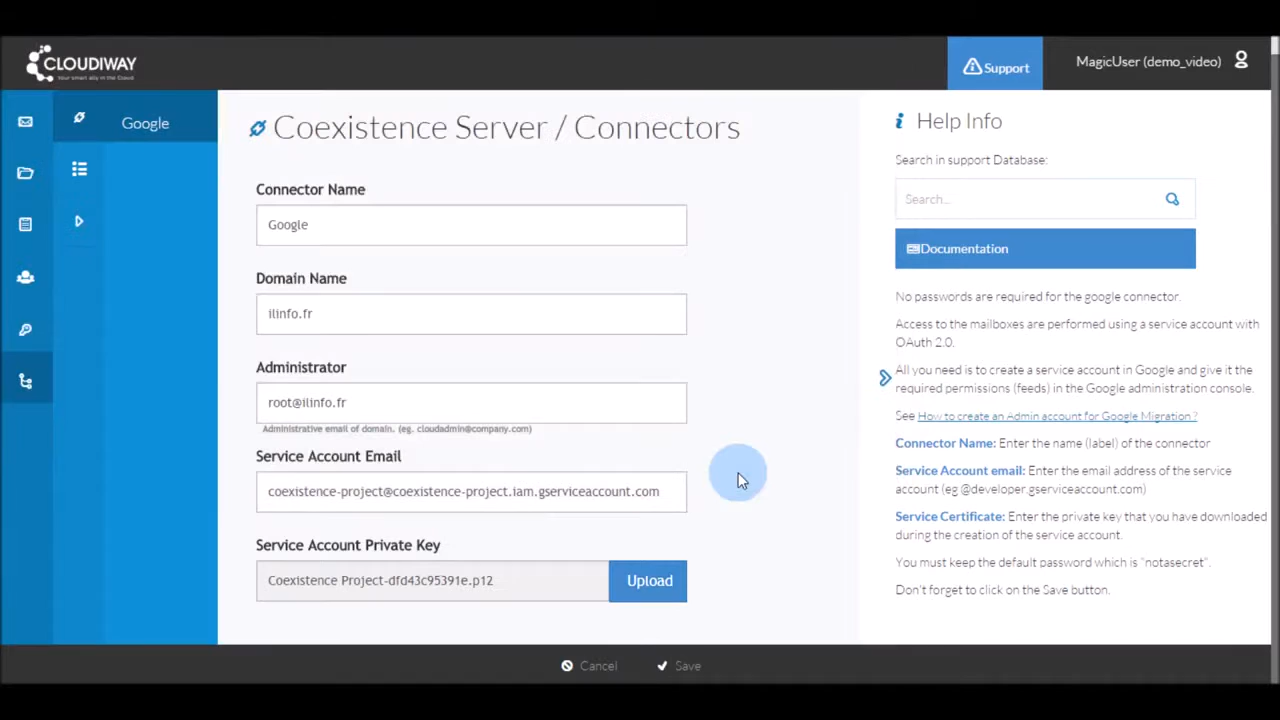 CLOUDIWAY
Your smart ally in the Cloud
Support
MagicUser (demo_video)
Google
Coexistence Server / Connectors
Connector Name
Google
Domain Name
ilinfo.fr
Administrator
root@ilinfo.fr
Administrative email of domain. (eg. cloudadmin@company.com)
Service Account Email
coexistence-project@coexistence-project.iam.gserviceaccount.com
Service Account Private Key
Coexistence Project-dfd43c95391e.p12
Upload
Help Info
Search in support Database:
Search...
Documentation
No passwords are required for the google connector.
Access to the mailboxes are performed using a service account with
OAuth 2.0.
All you need is to create a service account in Google and give it the
required permissions (feeds) in the Google administration console.
See How to create an Admin account for Google Migration ?
Connector Name: Enter the name (label) of the connector
Service Account email: Enter the email address of the service
account (eg @developer.gserviceaccount.com)
Service Certificate: Enter the private key that you have downloaded
during the creation of the service account.
You must keep the default password which is "notasecret".
Don't forget to click on the Save button.
Cancel
Save